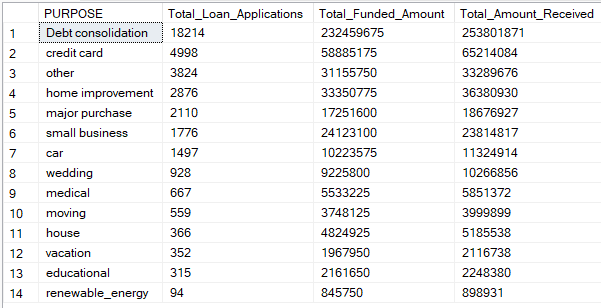 PURPOSE Total_Loan_Applications Total_Funded_Amount Total_Amount_Received
1 Debt consolidation 18214 232459675 253801871
2 credit card 4998 58885175 65214084
3 other 3824 31155750 33289676
4 home improvement 2876 33350775 36380930
5 major purchase 2110 17251600 18676927
6 small business 1776 24123100 23814817
7 car 1497 10223575 11324914
8 wedding 928 9225800 10266856
9 medical 667 5533225 5851372
10 moving 559 3748125 3999899
11 house 366 4824925 5185538
12 vacation 352 1967950 2116738
13 educational 315 2161650 2248380
14 renewable_energy 94 845750 898931